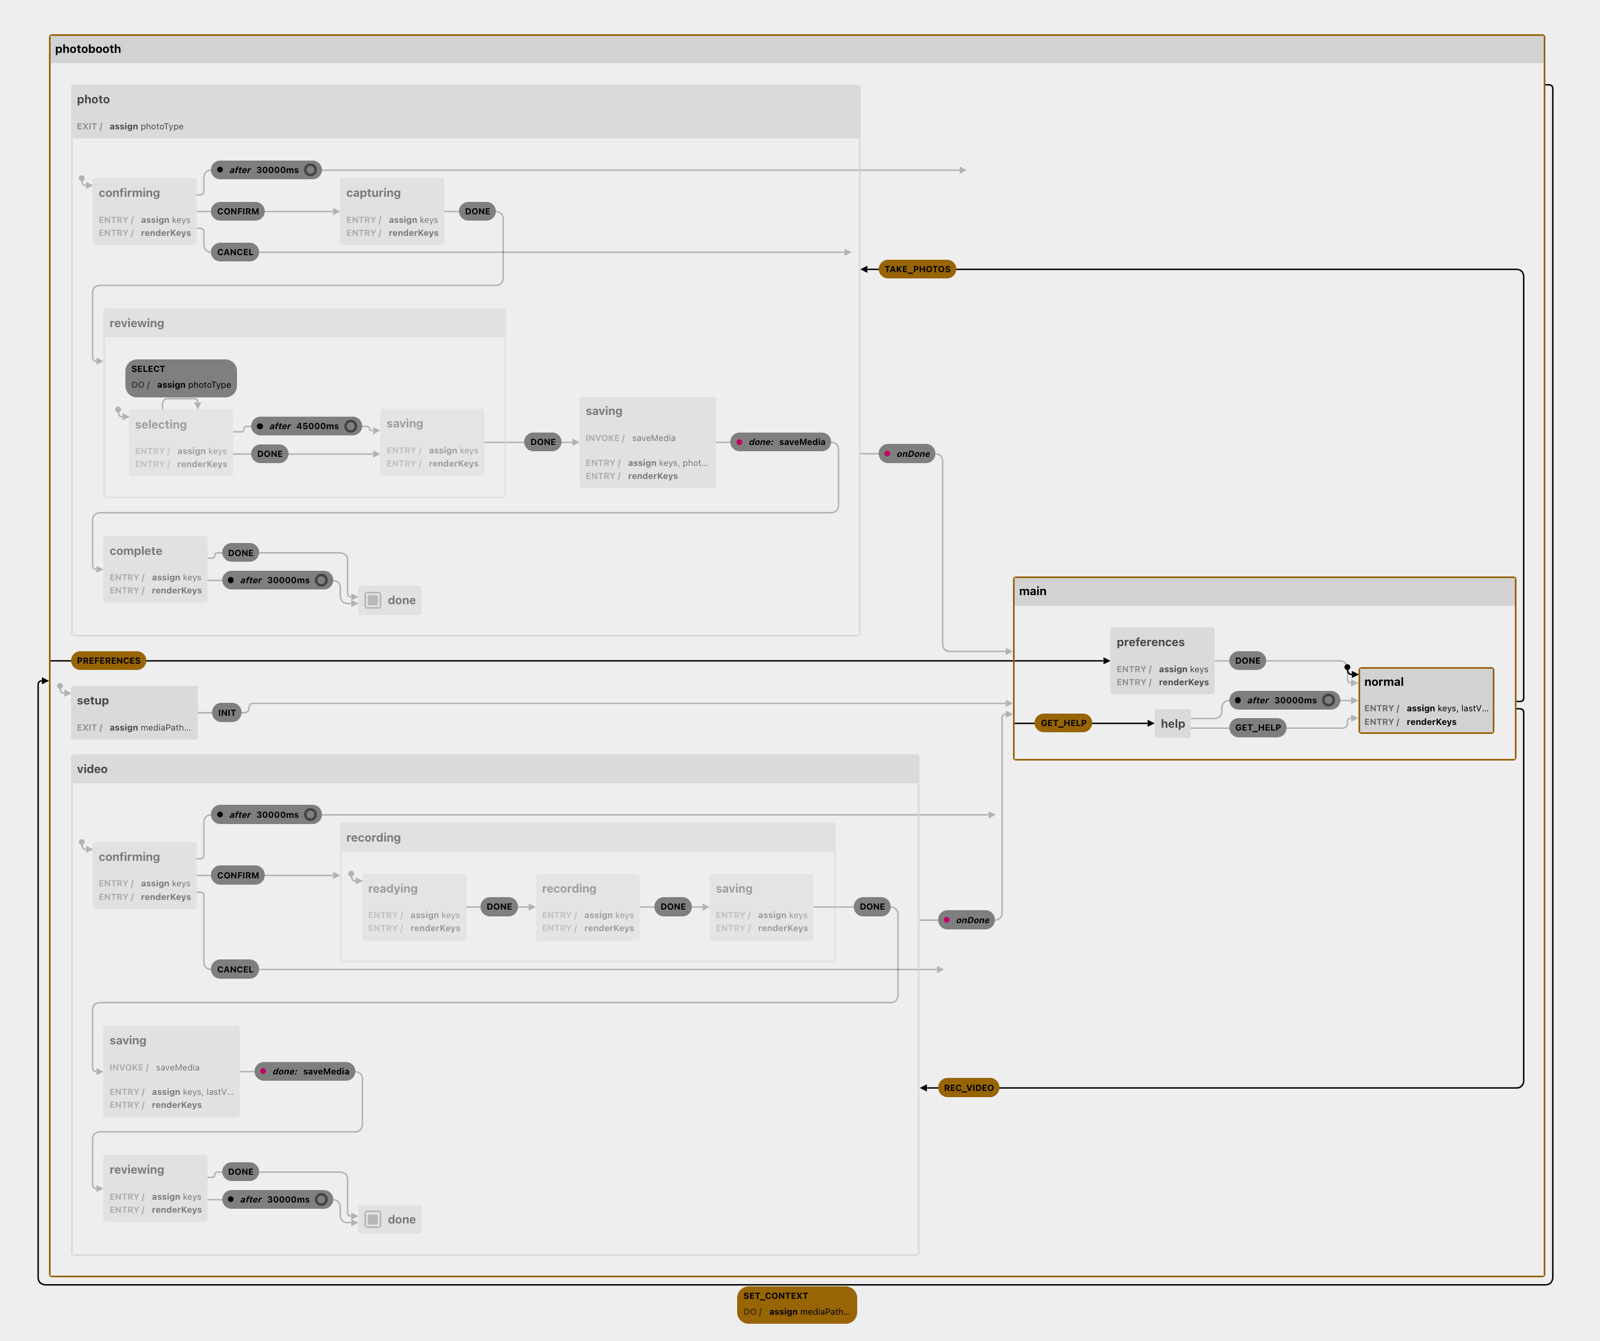 photobooth
photo
EXIT / assign photoType
after 30000ms
confirming
ENTRY / assign keys
ENTRY / renderKeys
CONFIRM
capturing
ENTRY / assign keys
ENTRY / renderKeys
DONE
CANCEL
TAKE_PHOTOS
reviewing
SELECT
DO / assign photoType
selecting
ENTRY / assign keys
ENTRY / renderKeys
after 45000ms
DONE
saving
ENTRY / assign keys
ENTRY / renderKeys
DONE
saving
INVOKE / saveMedia
ENTRY / assign keys, phot...
ENTRY / renderKeys
done: saveMedia
onDone
complete
ENTRY / assign keys
ENTRY / renderKeys
DONE
after 30000ms
done
main
PREFERENCES
preferences
ENTRY / assign keys
ENTRY / renderKeys
DONE
normal
ENTRY / assign keys, lastV...
ENTRY / renderKeys
setup
EXIT / assign mediaPath...
INIT
GET_HELP
help
after 30000ms
GET_HELP
video
after 30000ms
confirming
ENTRY / assign keys
ENTRY / renderKeys
CONFIRM
CANCEL
recording
readying
ENTRY / assign keys
ENTRY / renderKeys
DONE
recording
ENTRY / assign keys
ENTRY / renderKeys
DONE
saving
ENTRY / assign keys
ENTRY / renderKeys
DONE
onDone
saving
INVOKE / saveMedia
ENTRY / assign keys, lastV...
ENTRY / renderKeys
done: saveMedia
REC_VIDEO
reviewing
ENTRY / assign keys
ENTRY / renderKeys
DONE
after 30000ms
done
SET_CONTEXT
DO / assign mediaPath...